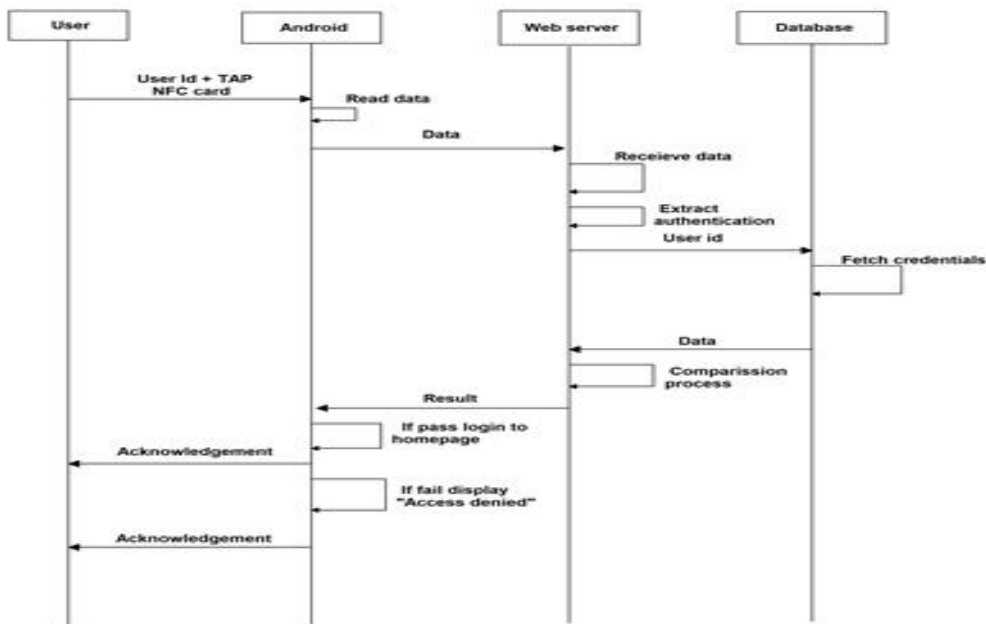 User
Android
Web server
Database
User Id + TAP
NFC card
Read data
Data
Receieve data
Extract
authentication
User id
Fetch credentials
Data
Comparission
process
Result
If pass login to
homepage
Acknowledgement
If fail display
"Access denied"
Acknowledgement